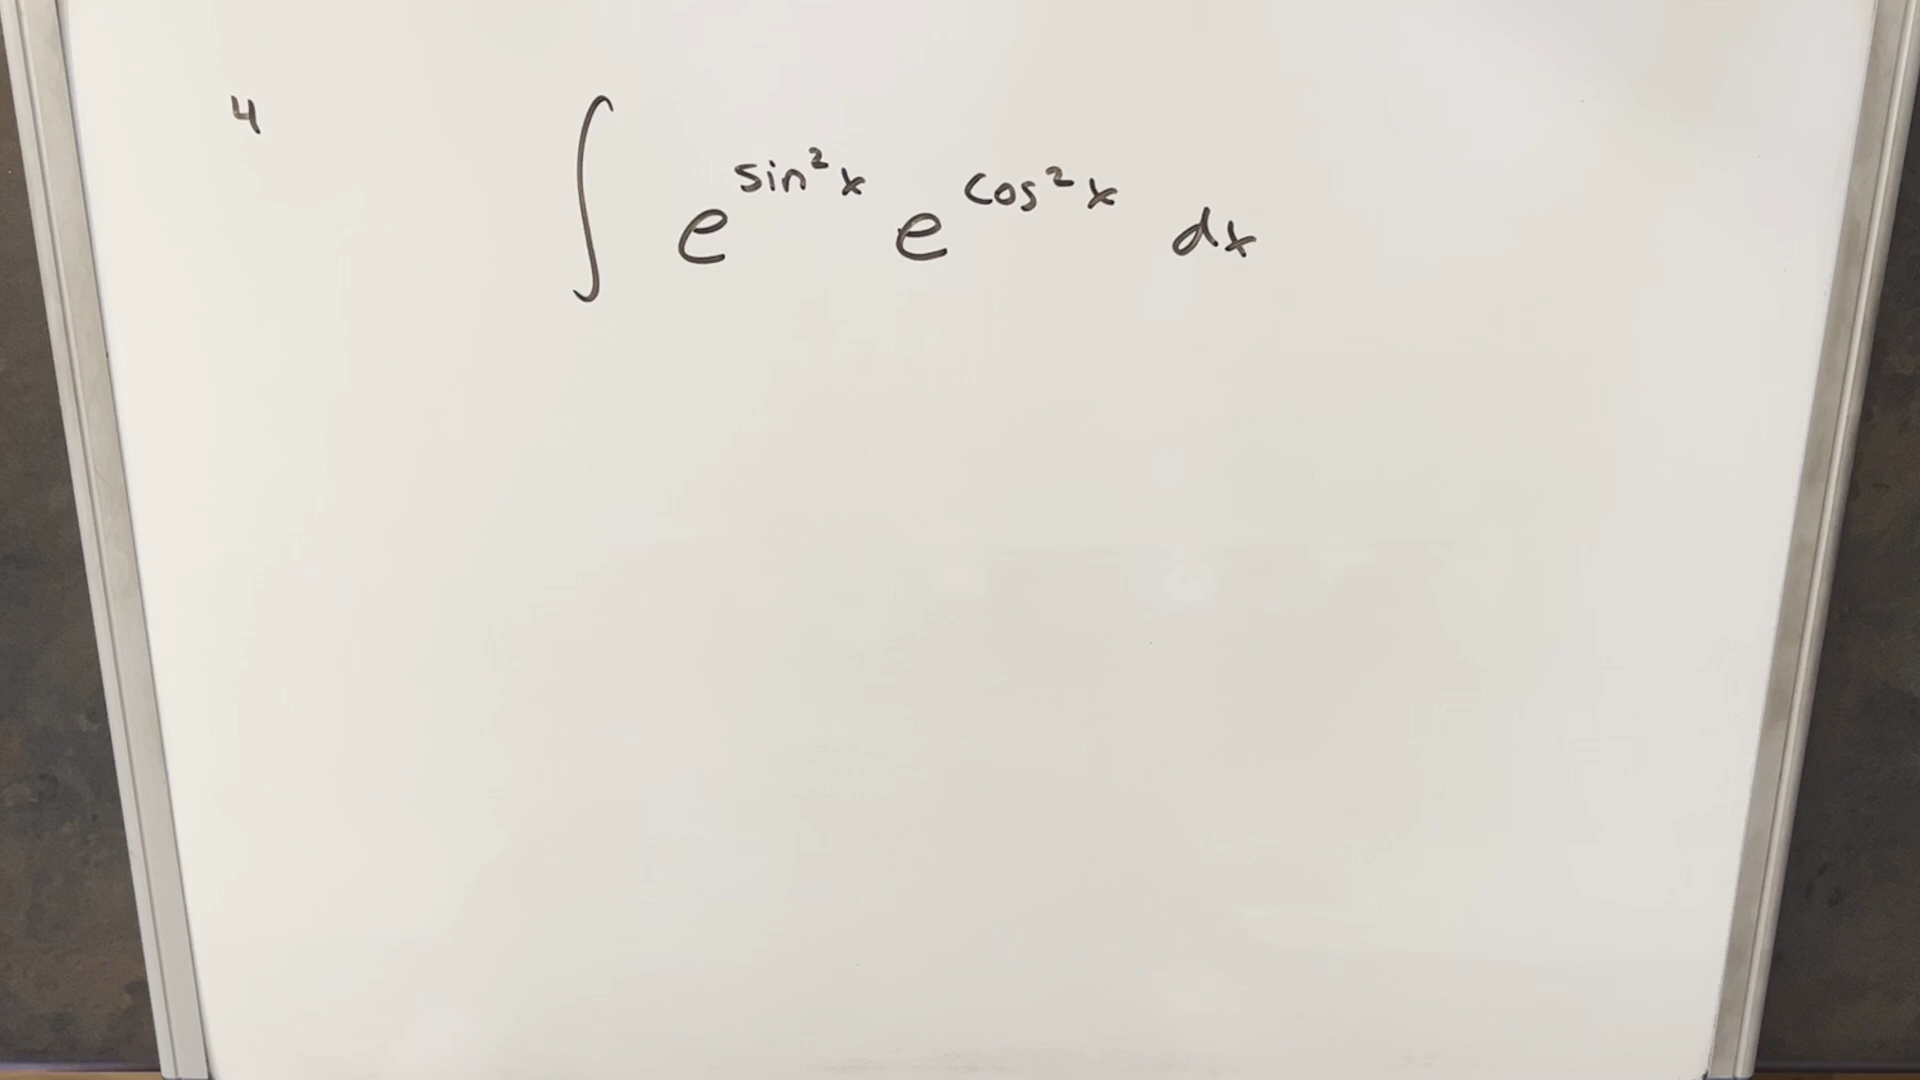 4
∫ e^{sin²x} e^{cos²x} dx